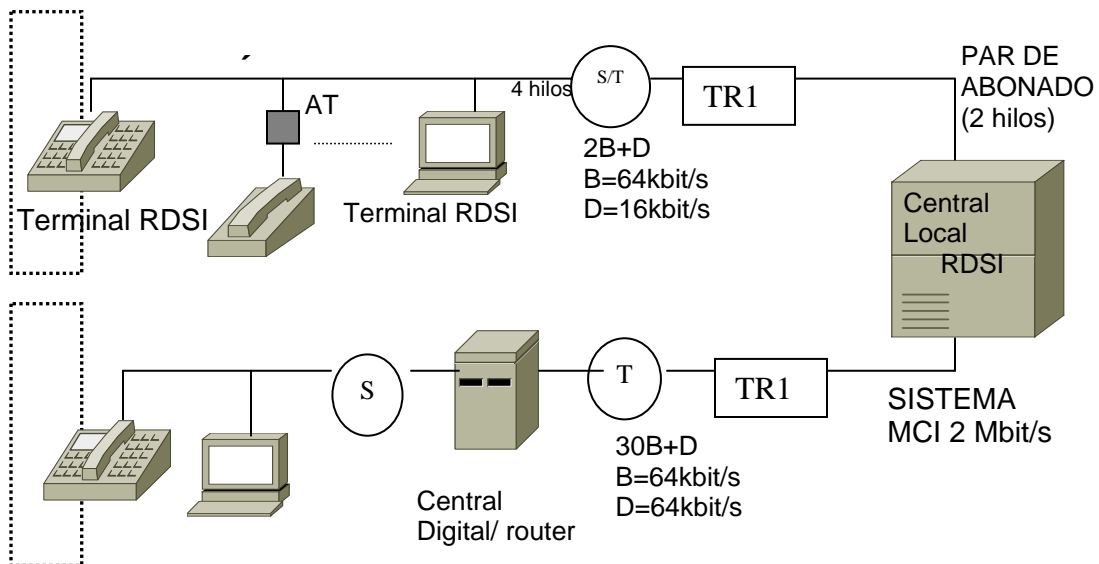 4 hilos
S/T
TR1
PAR DE
ABONADO
(2 hilos)
AT
2B+D
B=64kbit/s
D=16kbit/s
Terminal RDSI
Terminal RDSI
Central
Local
RDSI
S
T
TR1
SISTEMA
MCI 2 Mbit/s
30B+D
B=64kbit/s
D=64kbit/s
Central
Digital/ router